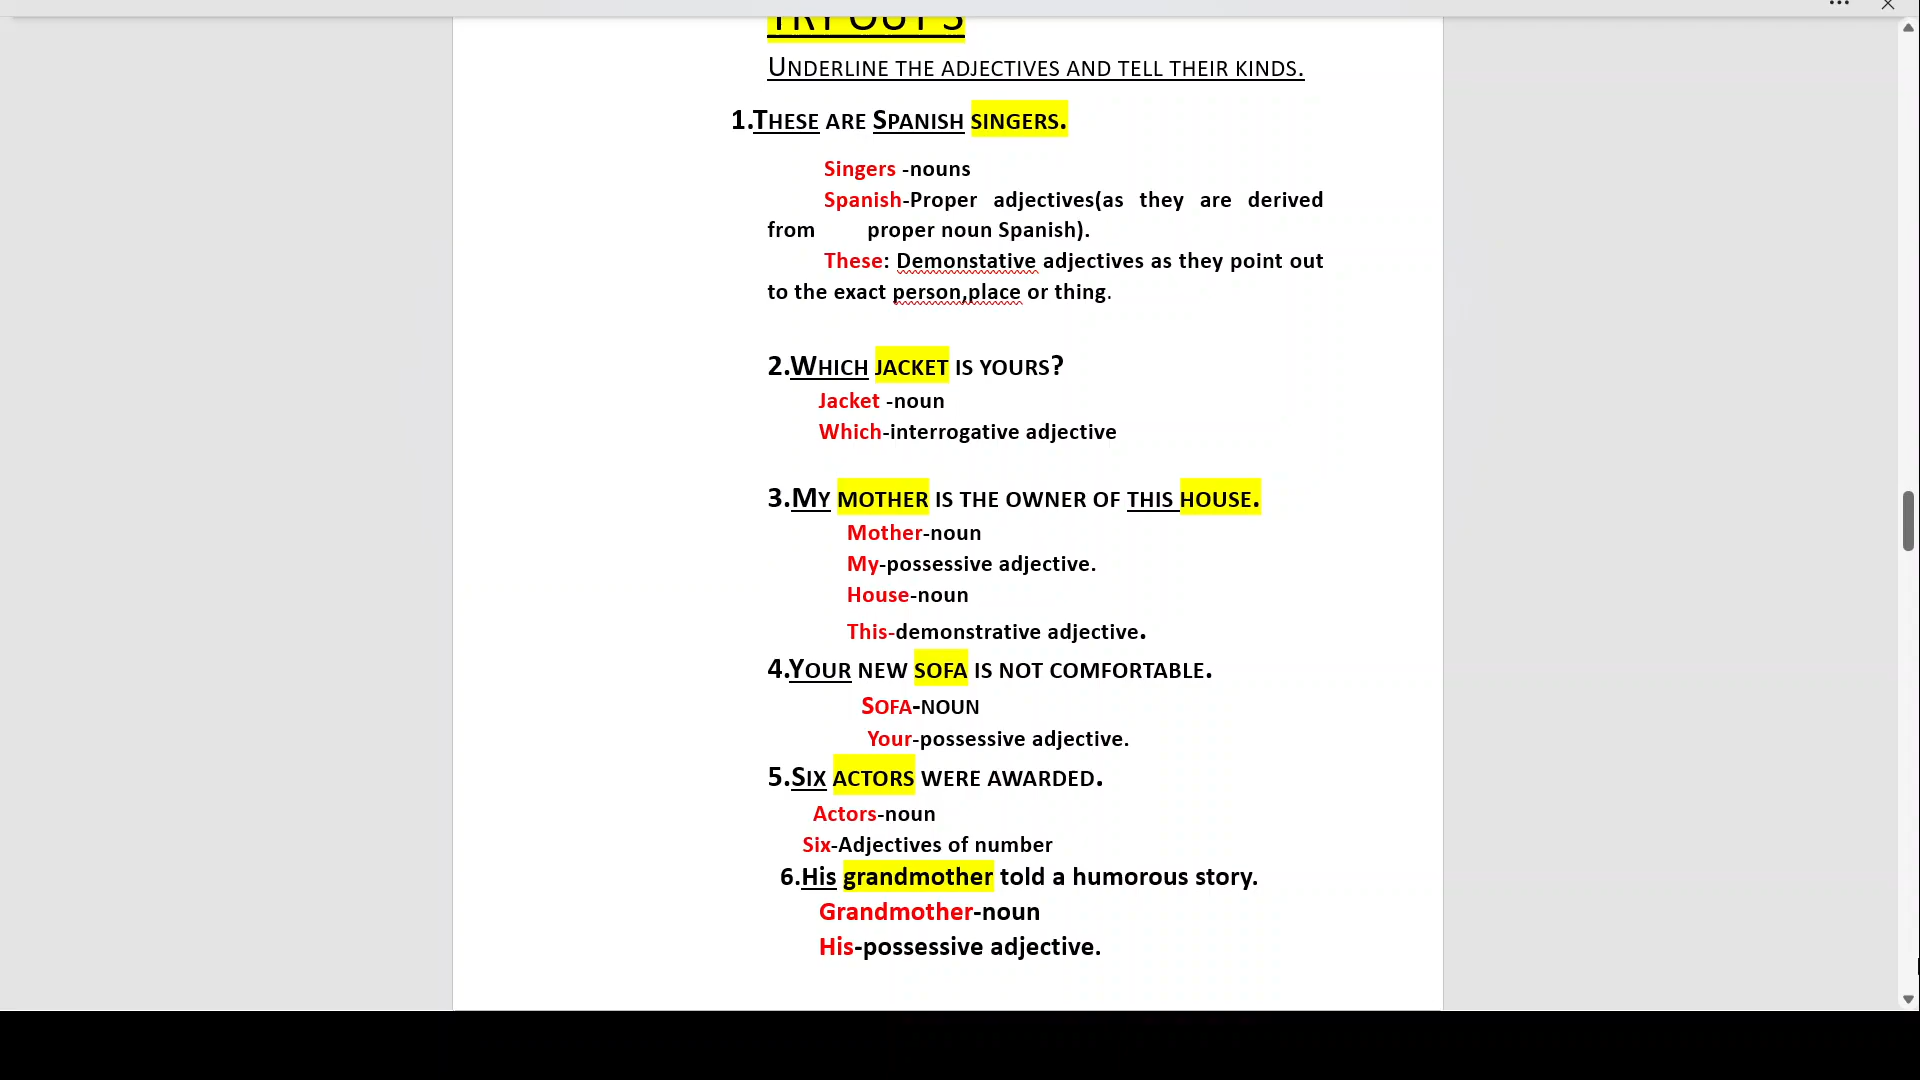 TRY OUT 3
UNDERLINE THE ADJECTIVES AND TELL THEIR KINDS.
1.THESE ARE SPANISH SINGERS.
Singers -nouns
Spanish-Proper adjectives(as they are derived
from proper noun Spanish).
These: Demonstative adjectives as they point out
to the exact person,place or thing.
2.WHICH JACKET IS YOURS?
Jacket -noun
Which-interrogative adjective
3.MY MOTHER IS THE OWNER OF THIS HOUSE.
Mother-noun
My-possessive adjective.
House-noun
This-demonstrative adjective.
4.YOUR NEW SOFA IS NOT COMFORTABLE.
SOFA-NOUN
Your-possessive adjective.
5.SIX ACTORS WERE AWARDED.
Actors-noun
Six-Adjectives of number
6.His grandmother told a humorous story.
Grandmother-noun
His-possessive adjective.